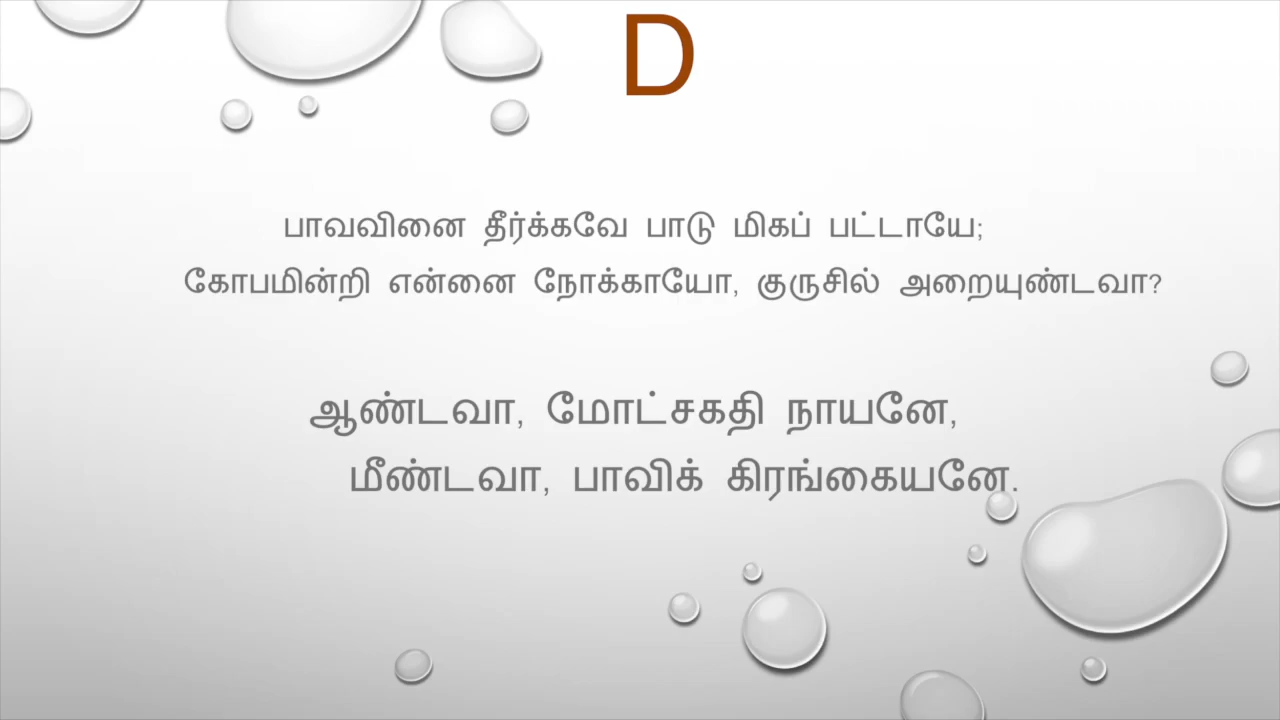 D
பாவவினை தீர்க்கவே பாடு மிகப் பட்டாயே;
கோபமின்றி என்னை நோக்காயோ, குருசில் அறையுண்டவா?
ஆண்டவா, மோட்சகதி நாயனே,
மீண்டவா, பாவிக் கிரங்கையனே.